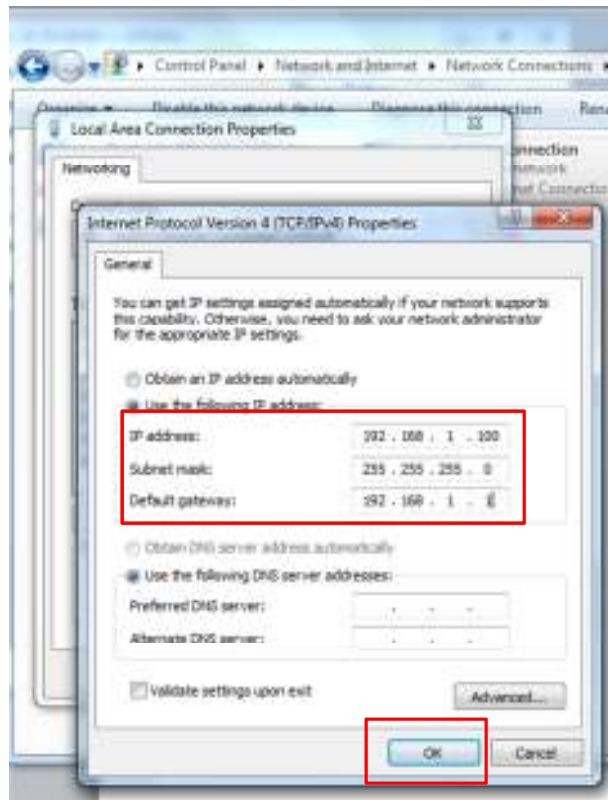 Control Panel ▸ Network and Internet ▸ Network Connections ▸
Organize Disable this network device Diagnose this connection
Local Area Connection Properties
Networking
Internet Protocol Version 4 (TCP/IPv4) Properties
General
You can get IP settings assigned automatically if your network supports
this capability. Otherwise, you need to ask your network administrator
for the appropriate IP settings.
Obtain an IP address automatically
Use the following IP address:
IP address: 192 . 168 . 1 . 100
Subnet mask: 255 . 255 . 255 . 0
Default gateway: 192 . 168 . 1 .
Obtain DNS server address automatically
Use the following DNS server addresses:
Preferred DNS server: . . .
Alternate DNS server: . . .
Validate settings upon exit
Advanced...
OK Cancel